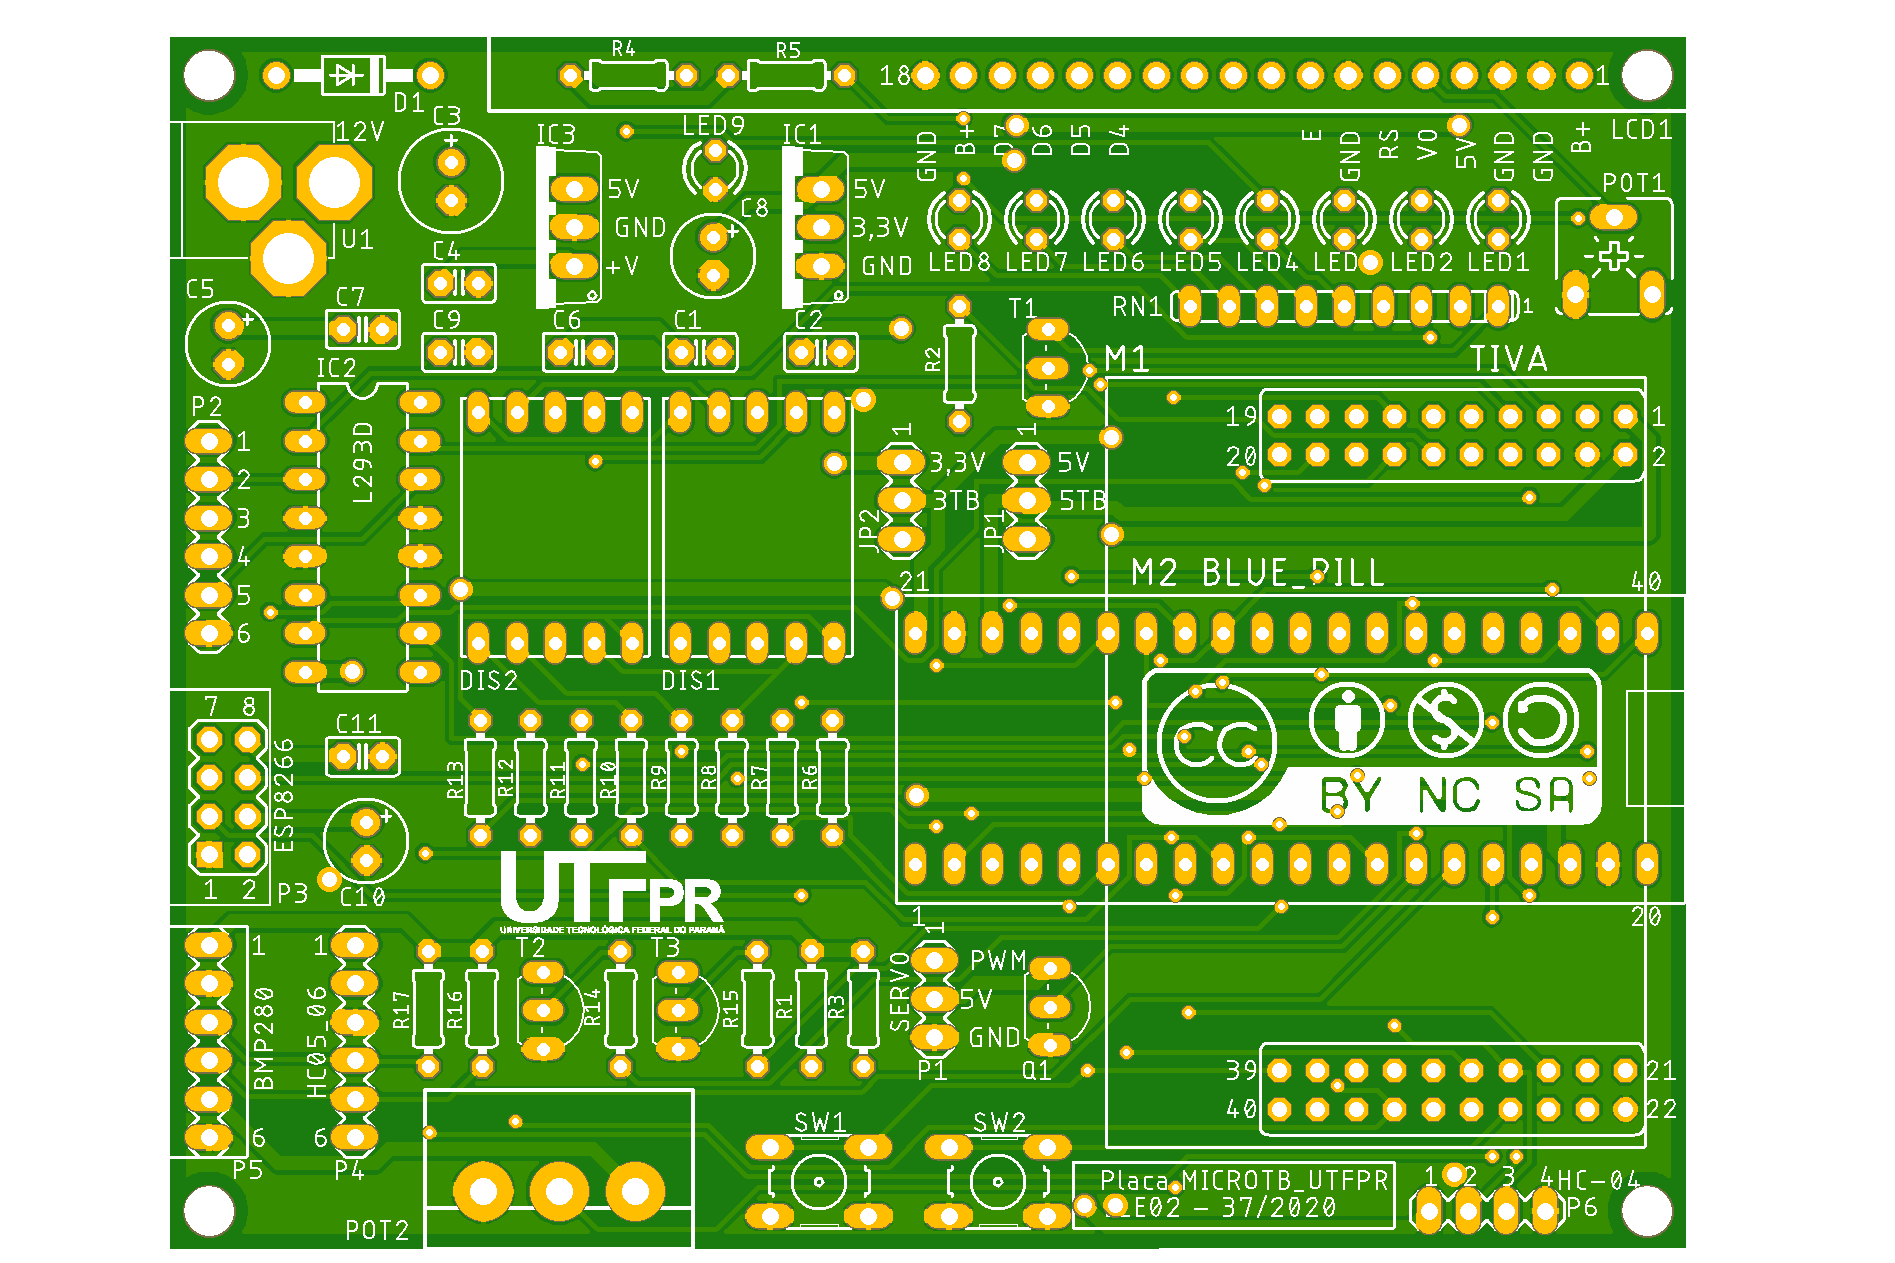 R4
R5
D1
C3
12V
IC3
LED9
IC1
18
1
GND
B+
D7
D6
D5
D4
E
GND
RS
V0
5V
GND
GND
B+
LCD1
U1
C4
5V
GND
+V
C8
5V
3,3V
GND
POT1
LED8
LED7
LED6
LED5
LED4
LED
LED2
LED1
C5
C7
C9
C6
C1
C2
R2
T1
RN1
1
IC2
M1
TIVA
P2
1
2
3
4
5
6
L293D
19
1
20
2
1
3,3V
3TB
JP2
1
5V
5TB
JP1
M2 BLUE_PILL
21
40
DIS2
DIS1
7
8
ESP8266
1
2
P3
C11
C10
R13
R12
R11
R10
R9
R8
R7
R6
CC
BY NC SA
UTFPR
UNIVERSIDADE TECNOLÓGICA FEDERAL DO PARANÁ
1
20
1
6
BMP280
P5
1
6
HC05_06
P4
R17
R16
T2
R14
T3
R15
R1
R3
1
SERVO
PWM
5V
GND
P1
Q1
39
21
40
22
POT2
SW1
SW2
Placa MICROTB_UTFPR
E02 - 37/2020
1
2
3
4
HC-04
P6